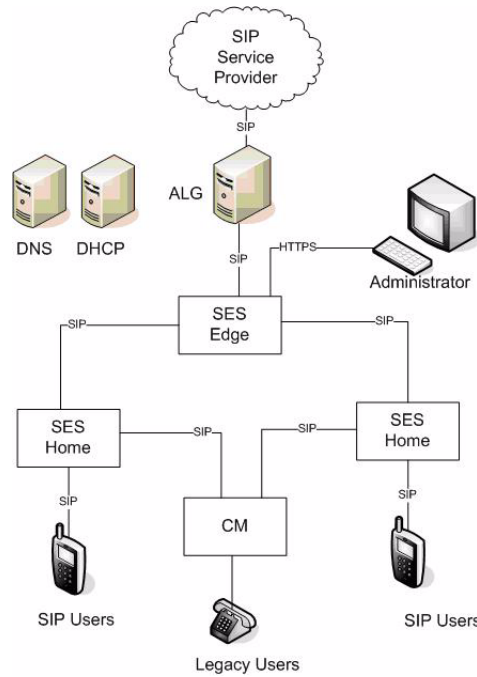 SIP
Service
Provider
SIP
ALG
DNS
DHCP
SIP
HTTPS
Administrator
SES
Edge
SIP
SIP
SES
Home
SES
Home
SIP
SIP
SIP
SIP
CM
SIP Users
SIP Users
Legacy Users